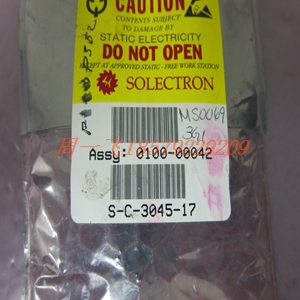 CAUTION
CONTENTS SUBJECT
TO DAMAGE BY
STATIC ELECTRICITY
DO NOT OPEN
EXCEPT AT APPROVED STATIC - FREE WORK STATION
SOLECTRON
MS0069
391
Assy: 0100-00042
S-C-3045-17